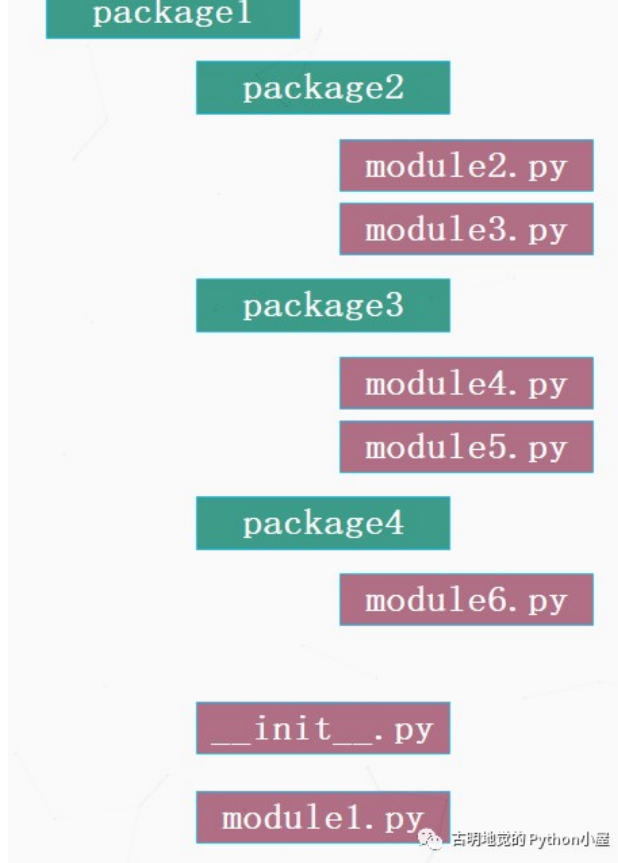 package1
package2
module2.py
module3.py
package3
module4.py
module5.py
package4
module6.py
__init__.py
module1.py
古明地觉的Python小屋